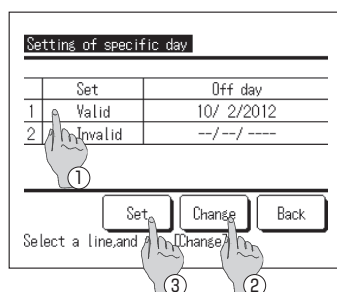 Setting of specific day
Set Off day
1 Valid 10/ 2/2012
2 Invalid --/--/----
Set Change Back
Select a line,and [Change]
1
3 2